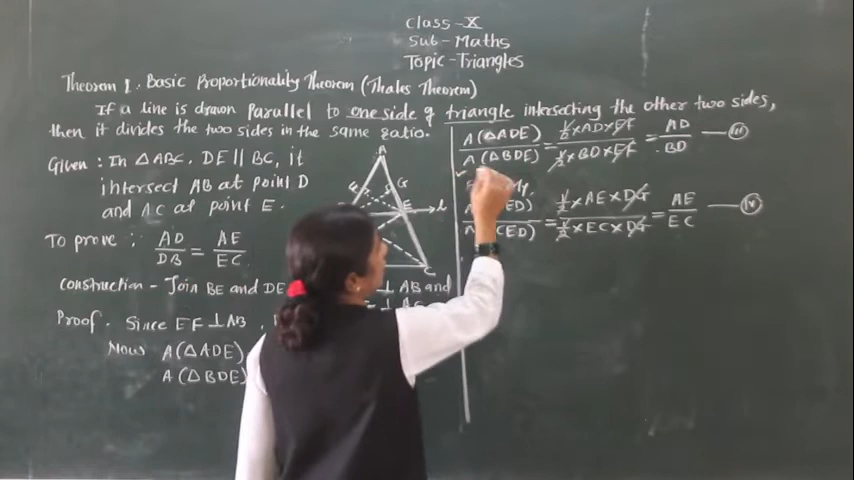 Class-X
Sub-Maths
Topic-Triangles
Theorem 1. Basic Proportionality Theorem (Thales Theorem)
If a line is drawn parallel to one side of triangle intersecting the other two sides,
then it divides the two sides in the same ratio.
Given : In △ABC, DE || BC, it
intersect AB at point D
and AC at point E.
To prove : AD/DB = AE/EC
Construction - Join BE and DE ⊥ AB and
⊥ AC
Proof. Since EF ⊥ AB,
Now A(△ADE)
A(△BDE)
A
G
E
l
C
A(△ADE)/A(△BDE) = ½×AD×EF/½×BD×EF = AD/BD — (iii)
½×AE×DG/½×EC×DG = AE/EC — (iv)